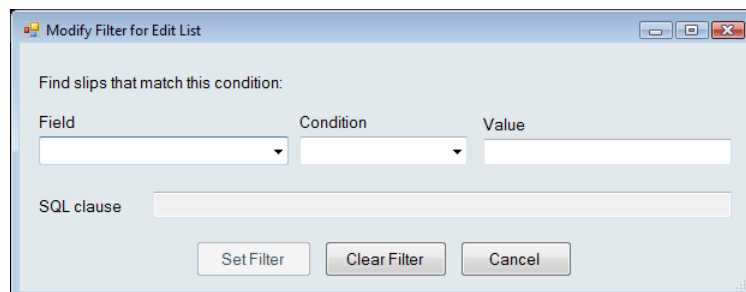 Modify Filter for Edit List
Find slips that match this condition:
Field Condition Value
SQL clause
Set Filter Clear Filter Cancel